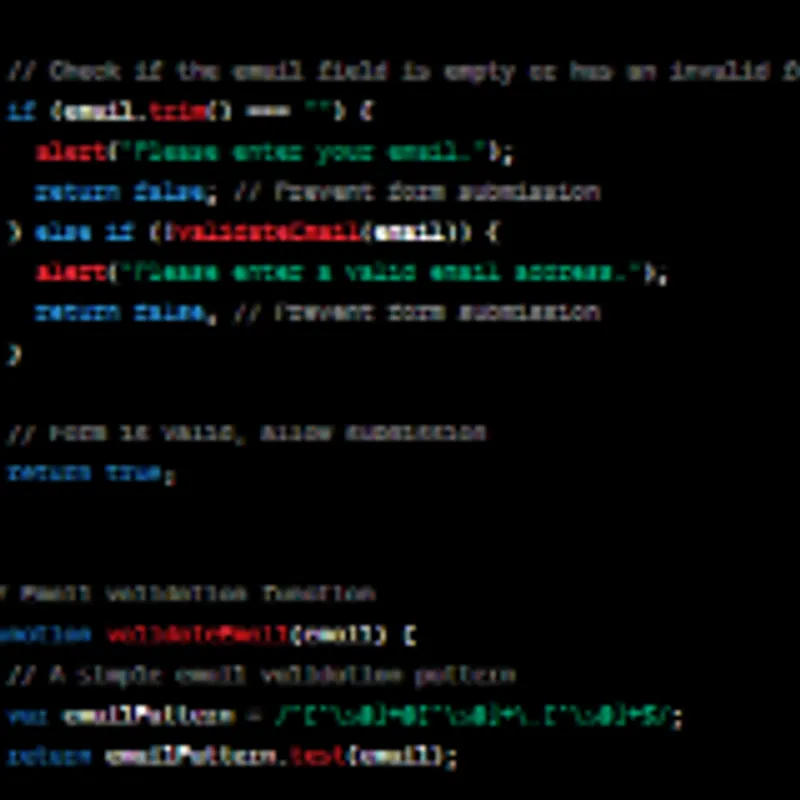 // Check if the email field is empty or has an invalid
if (email.trim() === "") {
alert("Please enter your email.");
return false; // Prevent form submission
} else if (!validateEmail(email)) {
alert("Please enter a valid email address.");
return false; // Prevent form submission
}
// Form is valid, allow submission
return true;
/ Email validation function
unction validateEmail(email) {
// A simple email validation pattern
var emailPattern = /^[^\s@]+@[^\s@]+\.[^\s@]+$/;
return emailPattern.test(email);